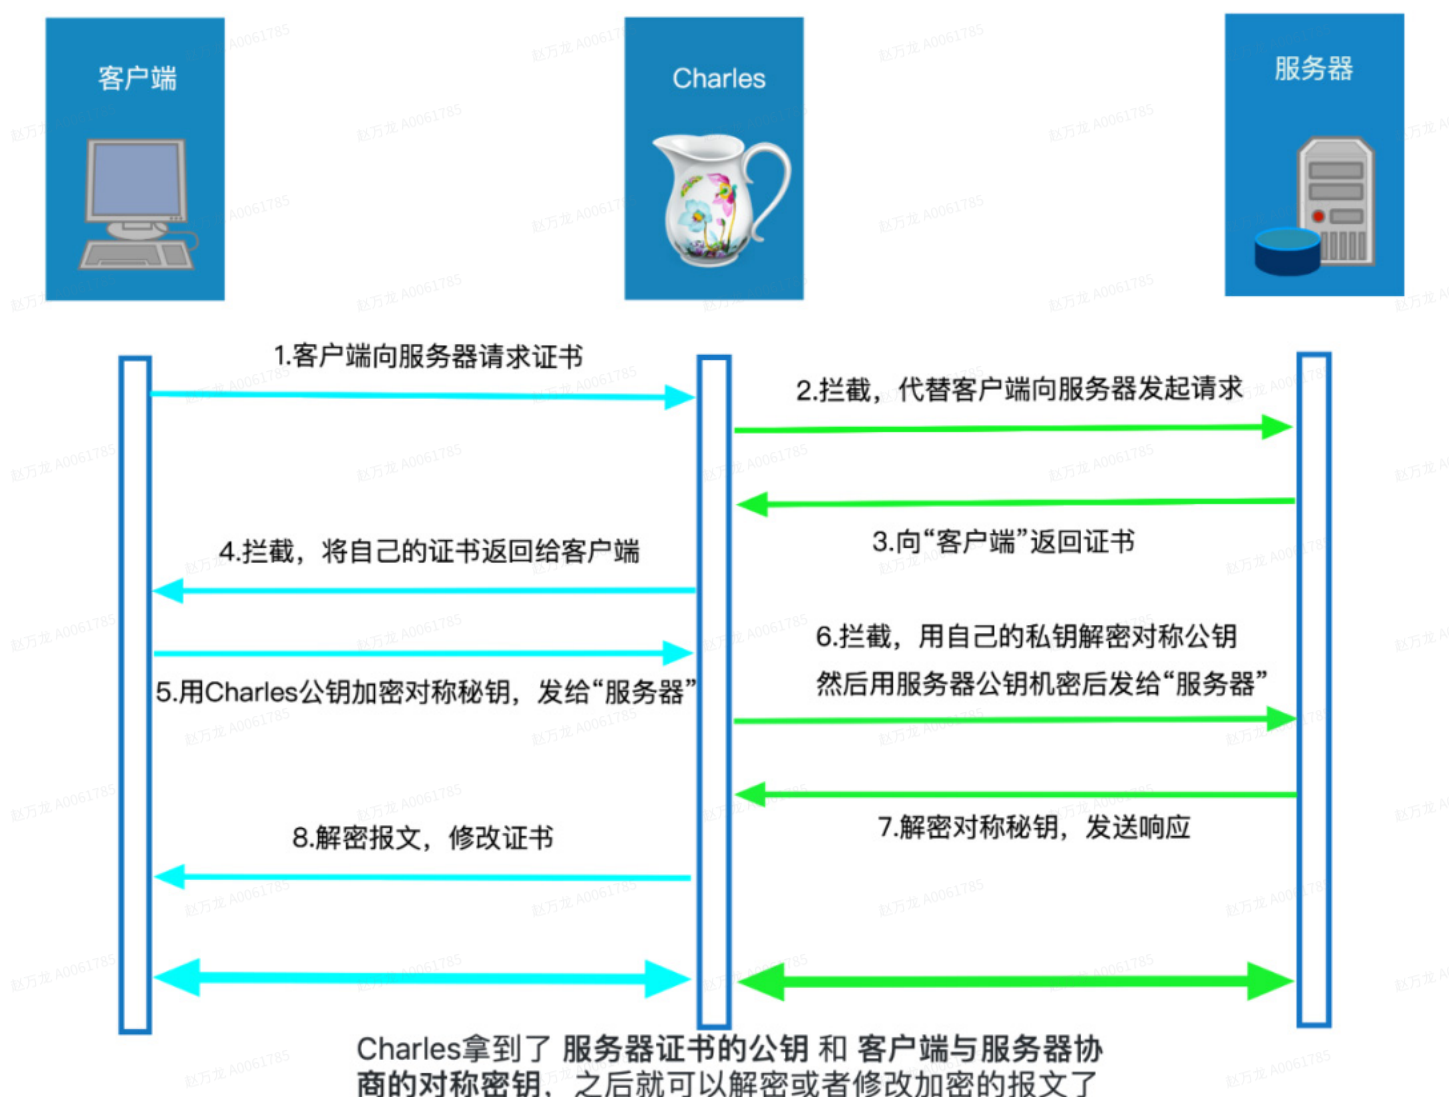 客户端
Charles
服务器
1.客户端向服务器请求证书
2.拦截，代替客户端向服务器发起请求
3.向“客户端”返回证书
4.拦截，将自己的证书返回给客户端
5.用Charles公钥加密对称秘钥，发给“服务器”
6.拦截，用自己的私钥解密对称公钥
然后用服务器公钥机密后发给“服务器”
7.解密对称秘钥，发送响应
8.解密报文，修改证书
Charles拿到了 服务器证书的公钥 和 客户端与服务器协
商的对称密钥，之后就可以解密或者修改加密的报文了
赵万龙 A0061785